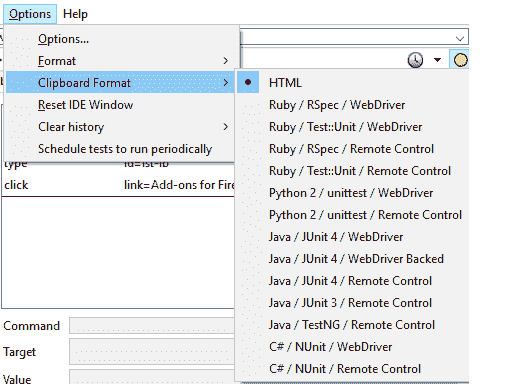 Options Help
Options...
Format
Clipboard Format
Reset IDE Window
Clear history
Schedule tests to run periodically
HTML
Ruby / RSpec / WebDriver
Ruby / Test::Unit / WebDriver
Ruby / RSpec / Remote Control
Ruby / Test::Unit / Remote Control
Python 2 / unittest / WebDriver
Python 2 / unittest / Remote Control
Java / JUnit 4 / WebDriver
Java / JUnit 4 / WebDriver Backed
Java / JUnit 4 / Remote Control
Java / JUnit 3 / Remote Control
Java / TestNG / Remote Control
C# / NUnit / WebDriver
C# / NUnit / Remote Control
click link=Add-ons for Fire
Command
Target
Value